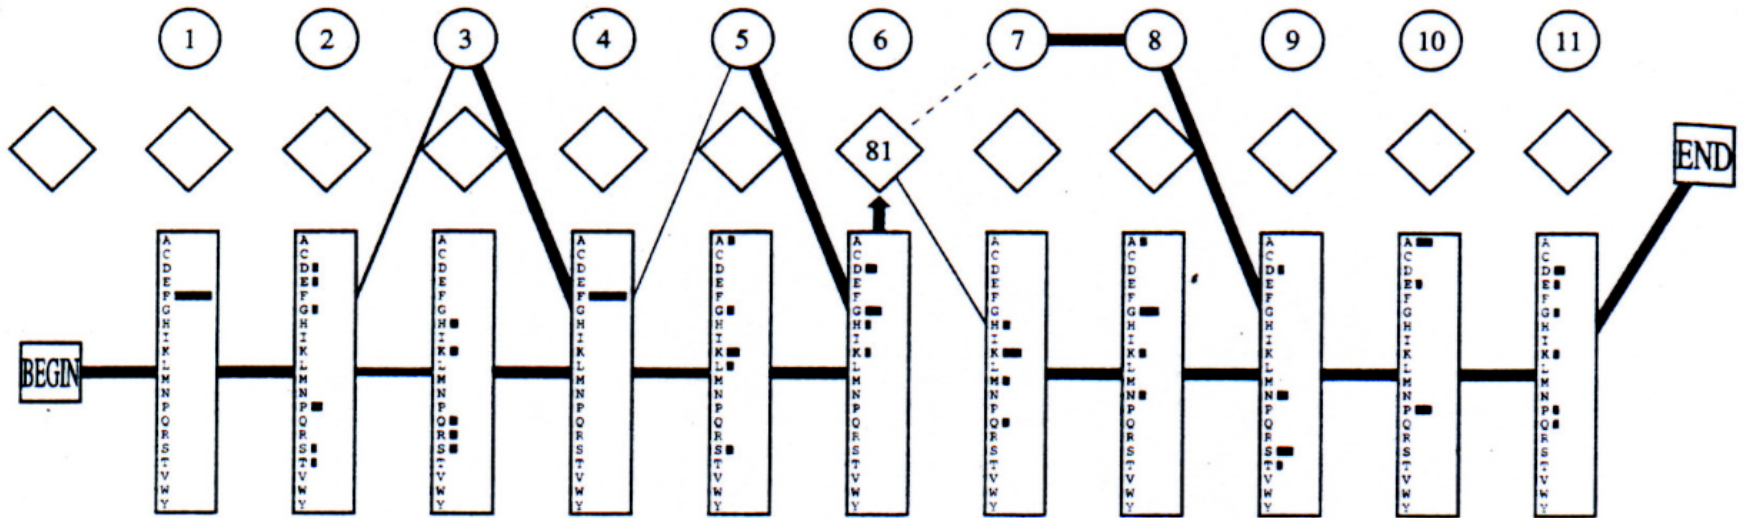 1 2 3 4 5 6 7 8 9 10 11
81 END
A A A A A A A A A A A
C C C C C C C C C C C
D D D D D D D D D D D
E E E E E E E E E E E
F F F F F F F F F F F
G G G G G G G G G G G
H H H H H H H H H H H
I I I I I I I I I I I
K K K K K K K K K K K
L L L L L L L L L L L
BEGIN M M M M M M M M M M M
N N N N N N N N N N N
P P P P P P P P P P P
Q Q Q Q Q Q Q Q Q Q Q
R R R R R R R R R R R
S S S S S S S S S S S
T T T T T T T T T T T
V V V V V V V V V V V
W W W W W W W W W W W
Y Y Y Y Y Y Y Y Y Y Y